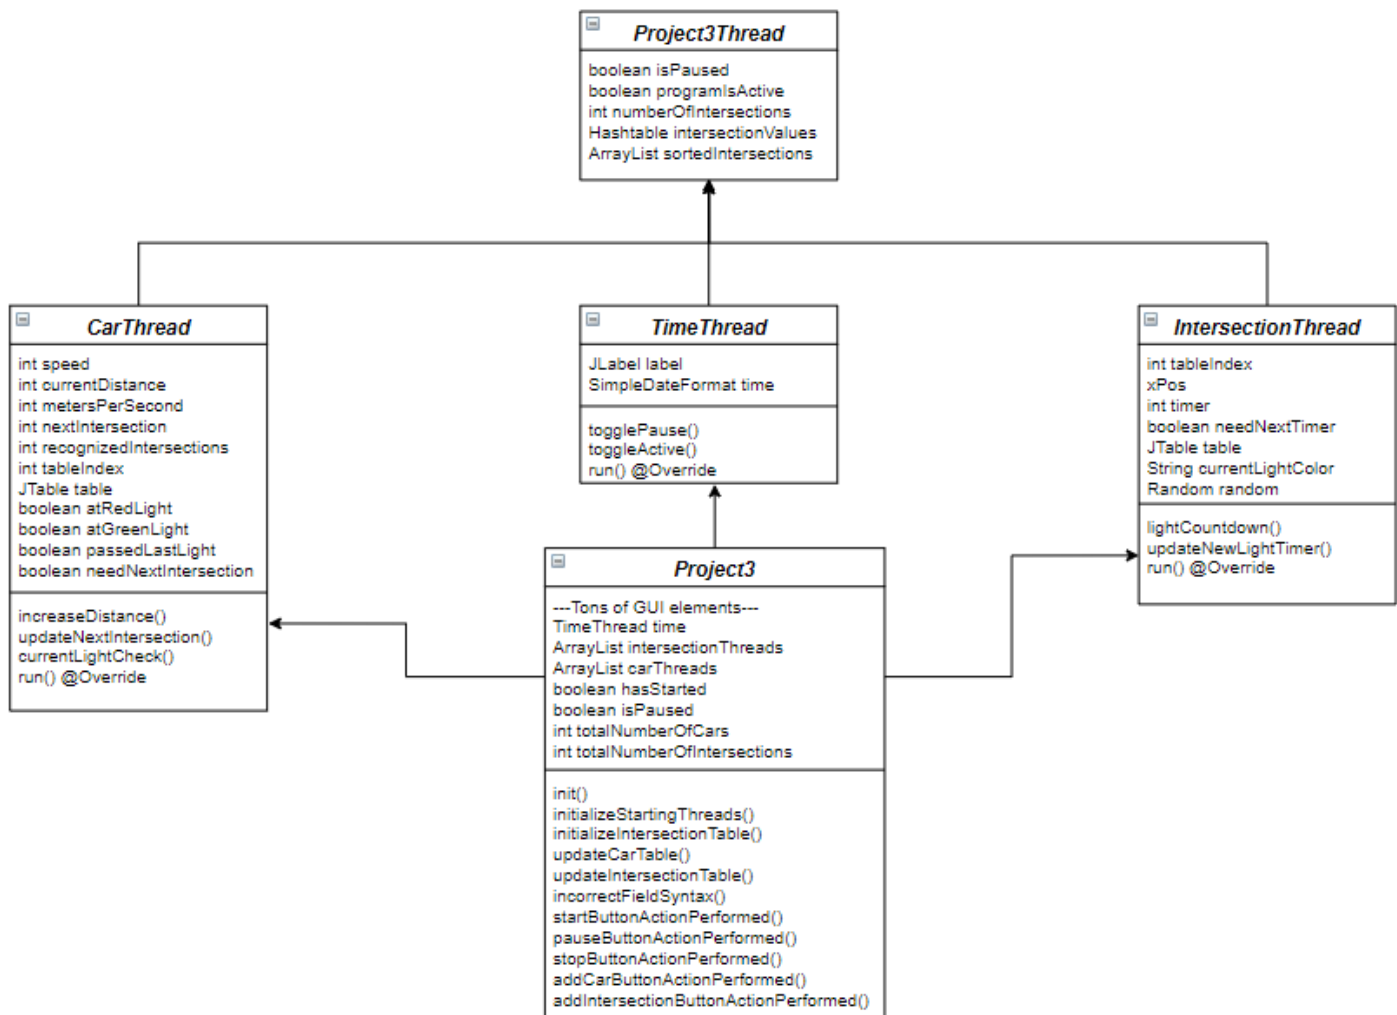 Project3Thread
boolean isPaused
boolean programIsActive
int numberOfIntersections
Hashtable intersectionValues
ArrayList sortedIntersections
CarThread
int speed
int currentDistance
int metersPerSecond
int nextIntersection
int recognizedIntersections
int tableIndex
JTable table
boolean atRedLight
boolean atGreenLight
boolean passedLastLight
boolean needNextIntersection
increaseDistance()
updateNextIntersection()
currentLightCheck()
run() @Override
TimeThread
JLabel label
SimpleDateFormat time
togglePause()
toggleActive()
run() @Override
IntersectionThread
int tableIndex
xPos
int timer
boolean needNextTimer
JTable table
String currentLightColor
Random random
lightCountdown()
updateNewLightTimer()
run() @Override
Project3
---Tons of GUI elements---
TimeThread time
ArrayList intersectionThreads
ArrayList carThreads
boolean hasStarted
boolean isPaused
int totalNumberOfCars
int totalNumberOfIntersections
init()
initializeStartingThreads()
initializeIntersectionTable()
updateCarTable()
updateIntersectionTable()
incorrectFieldSyntax()
startButtonActionPerformed()
pauseButtonActionPerformed()
stopButtonActionPerformed()
addCarButtonActionPerformed()
addIntersectionButtonActionPerformed()